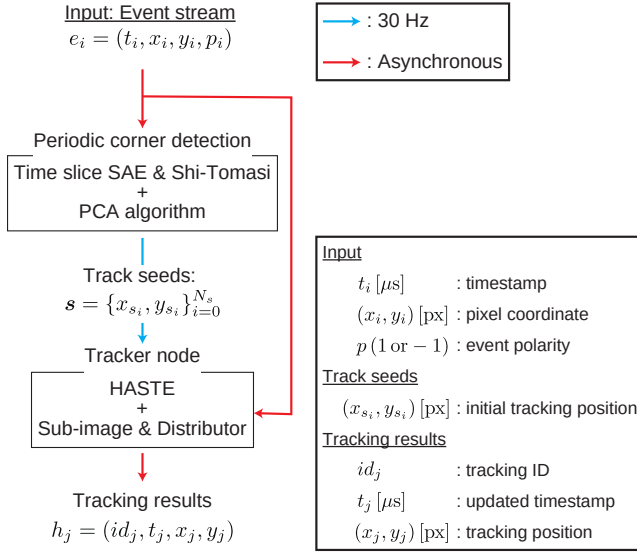 Input: Event stream
e_i = (t_i, x_i, y_i, p_i)
: 30 Hz
: Asynchronous
Periodic corner detection
Time slice SAE & Shi-Tomasi
+
PCA algorithm
Track seeds:
s = {x_{s_i}, y_{s_i}}_{i=0}^{N_s}
Tracker node
HASTE
+
Sub-image & Distributor
Tracking results
h_j = (id_j, t_j, x_j, y_j)
Input
t_i [μs] : timestamp
(x_i, y_i) [px] : pixel coordinate
p (1 or − 1) : event polarity
Track seeds
(x_{s_i}, y_{s_i}) [px] : initial tracking position
Tracking results
id_j : tracking ID
t_j [μs] : updated timestamp
(x_j, y_j) [px] : tracking position